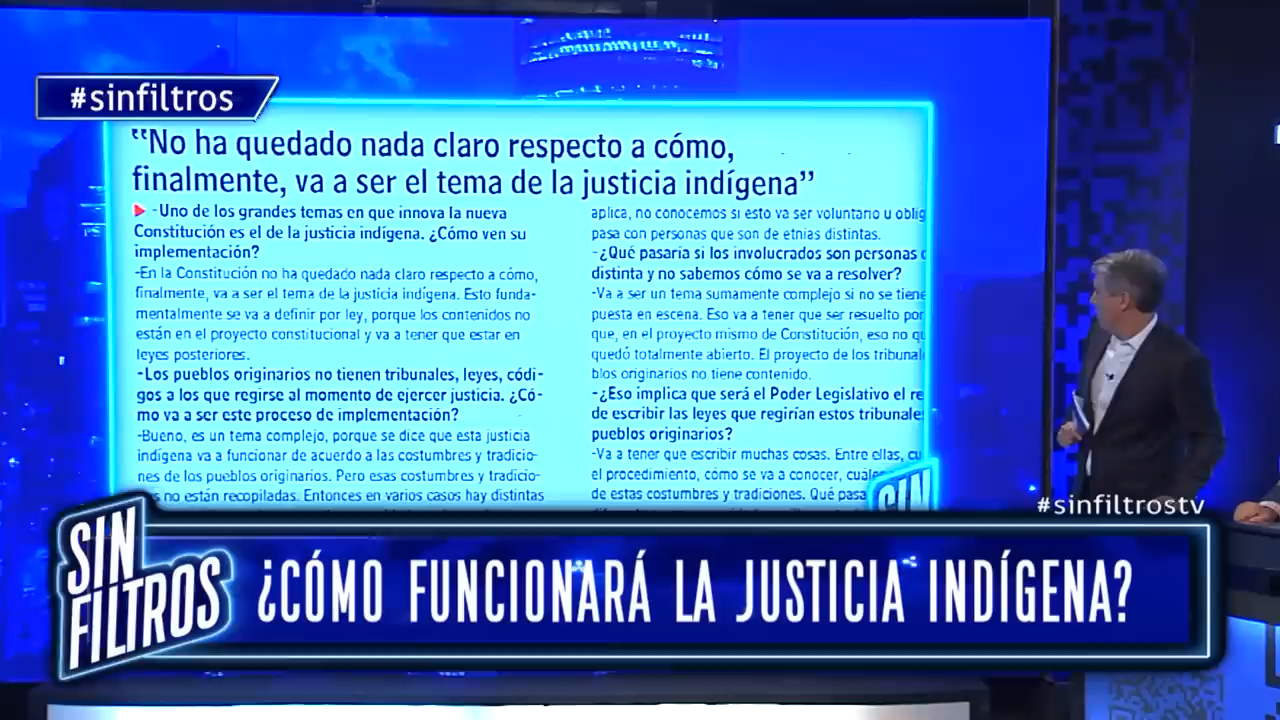 #sinfiltros
“No ha quedado nada claro respecto a cómo,
finalmente, va a ser el tema de la justicia indígena”
-Uno de los grandes temas en que innova la nueva
Constitución es el de la justicia indígena. ¿Cómo ven su
implementación?
-En la Constitución no ha quedado nada claro respecto a cómo,
finalmente, va a ser el tema de la justicia indígena. Esto funda-
mentalmente se va a definir por ley, porque los contenidos no
están en el proyecto constitucional y va a tener que estar en
leyes posteriores.
-Los pueblos originarios no tienen tribunales, leyes, códi-
gos a los que regirse al momento de ejercer justicia. ¿Có-
mo va a ser este proceso de implementación?
-Bueno, es un tema complejo, porque se dice que esta justicia
indígena va a funcionar de acuerdo a las costumbres y tradicio-
nes de los pueblos originarios. Pero esas costumbres y tradicio-
no están recopiladas. Entonces en varios casos hay distintas
aplica, no conocemos si esto va ser voluntario u oblig
pasa con personas que son de etnias distintas.
-¿Qué pasaría si los involucrados son personas
distinta y no sabemos cómo se va a resolver?
-Va a ser un tema sumamente complejo si no se tiene
puesta en escena. Eso va a tener que ser resuelto por
que, en el proyecto mismo de Constitución, eso no
quedó totalmente abierto. El proyecto de los tribunal
blos originarios no tiene contenido.
-¿Eso implica que será el Poder Legislativo el re
de escribir las leyes que regirían estos tribunale
pueblos originarios?
-Va a tener que escribir muchas cosas. Entre ellas,
el procedimiento, cómo se va a conocer,
de estas costumbres y tradiciones. Qué pasa
SIN
#sinfiltrostv
SIN
FILTROS
¿CÓMO FUNCIONARÁ LA JUSTICIA INDÍGENA?